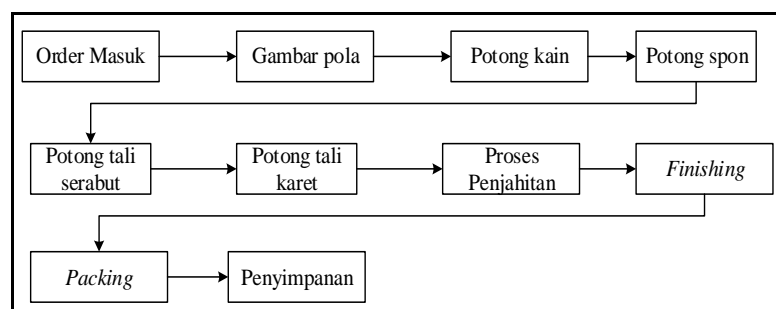 Order Masuk
Gambar pola
Potong kain
Potong spon
Potong tali
serabut
Potong tali
karet
Proses
Penjahitan
Finishing
Packing
Penyimpanan